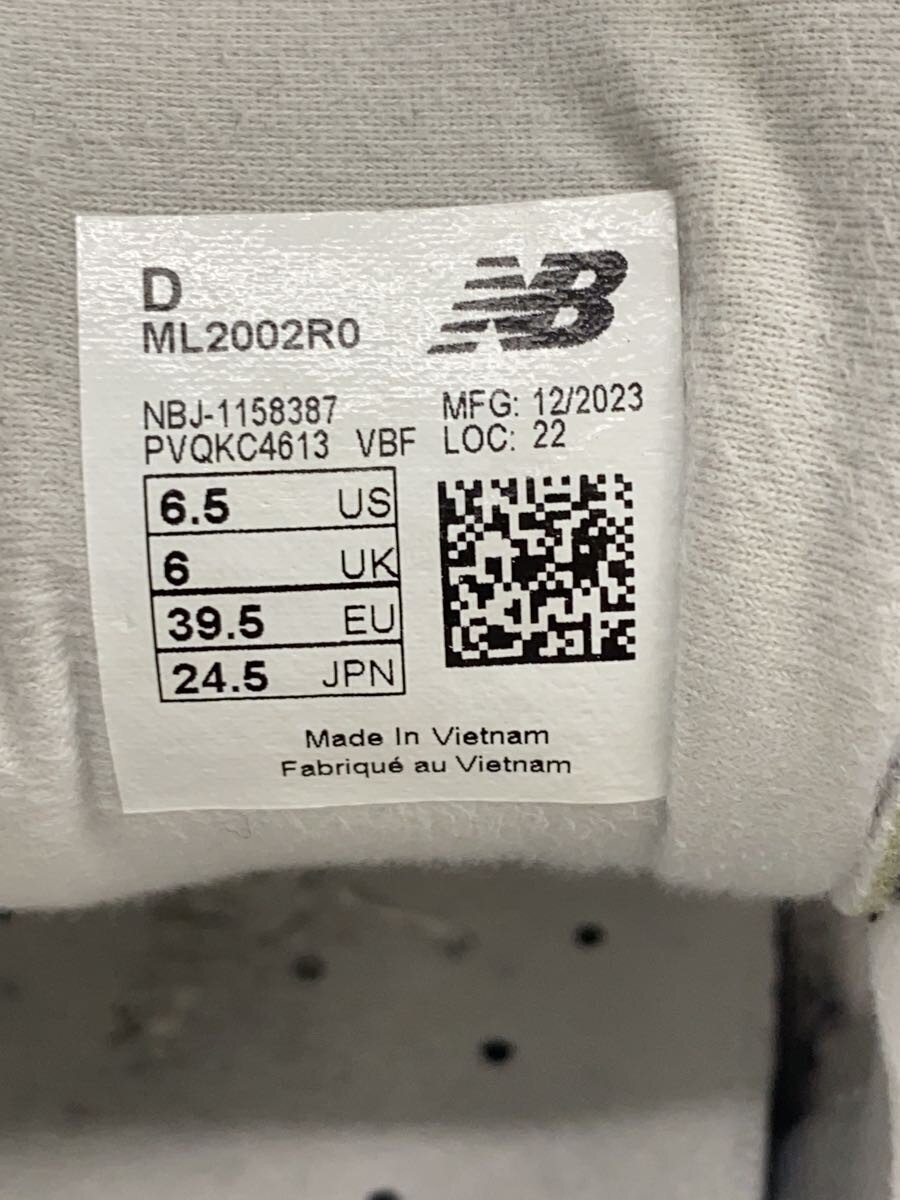 D
NB
ML2002R0
NBJ-1158387 MFG: 12/2023
PVQKC4613 VBF LOC: 22
6.5 US
6 UK
39.5 EU
24.5 JPN
Made In Vietnam
Fabriqué au Vietnam